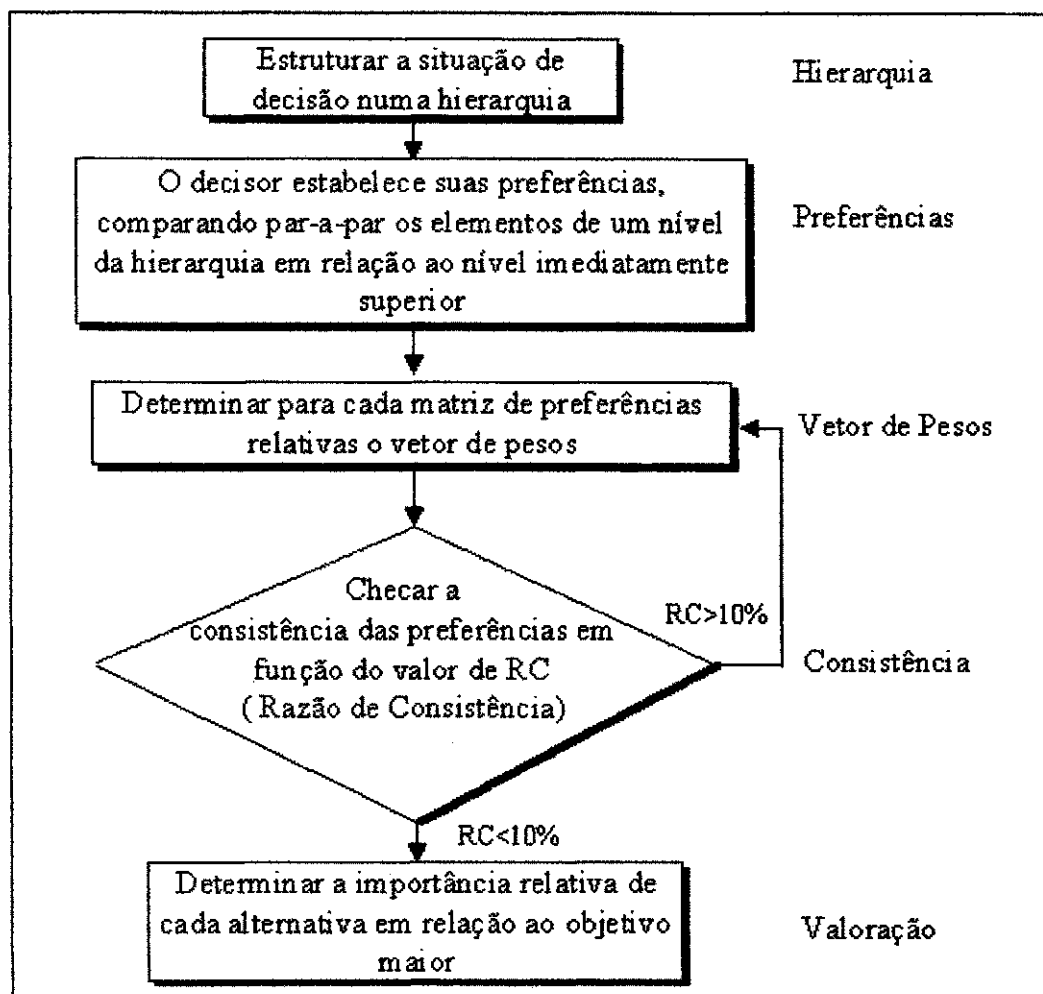 Estruturar a situação de
decisão numa hierarquia
Hierarquia
O decisor estabelece suas preferências,
comparando par-a-par os elementos de um nível
da hierarquia em relação ao nível imediatamente
superior
Preferências
Determinar para cada matriz de preferências
relativas o vetor de pesos
Vetor de Pesos
Checar a
consistência das preferências em
função do valor de RC
( Razão de Consistência)
RC>10%
Consistência
RC<10%
Determinar a importância relativa de
cada alternativa em relação ao objetivo
maior
Valoração